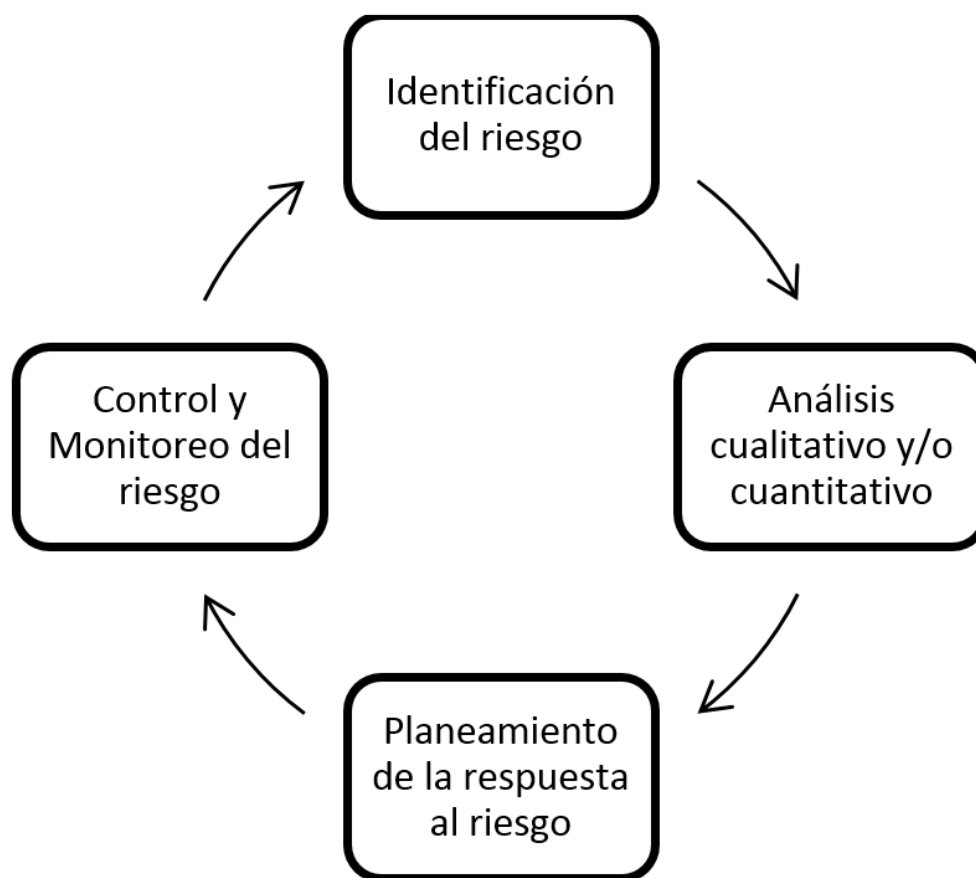 Identificación
del riesgo
Análisis
cualitativo y/o
cuantitativo
Planeamiento
de la respuesta
al riesgo
Control y
Monitoreo del
riesgo